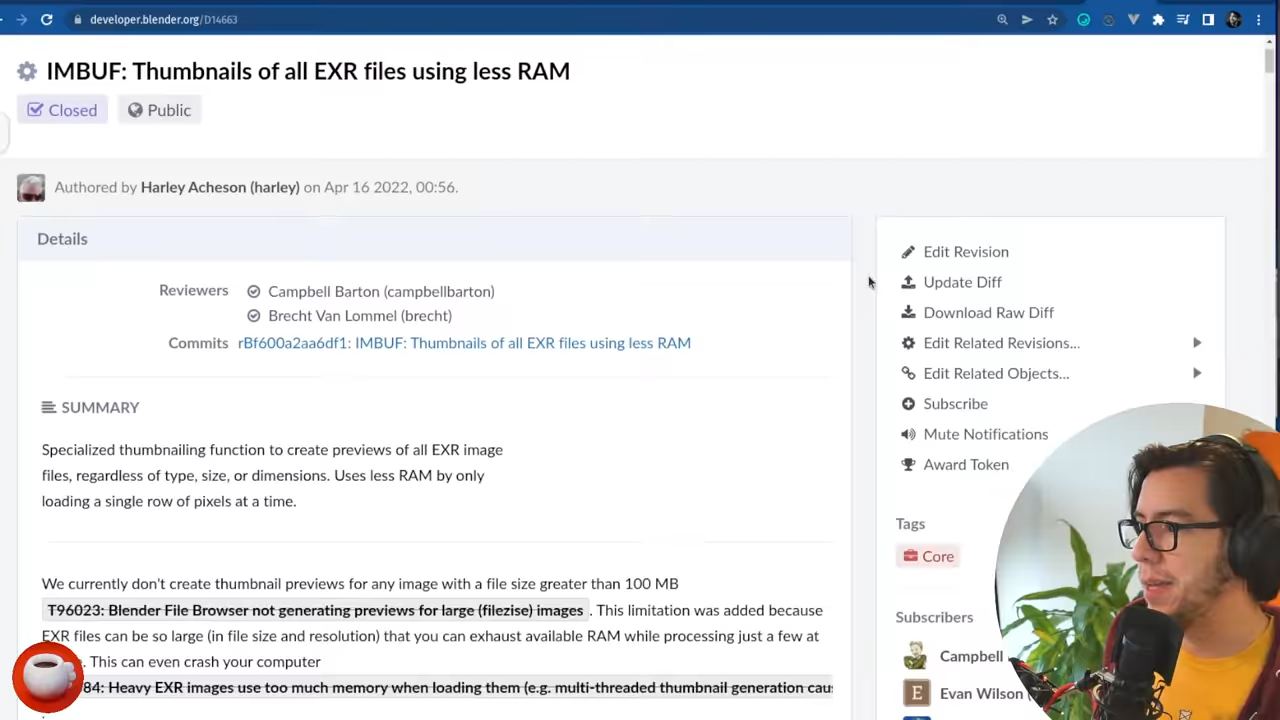 developer.blender.org/D14663
IMBUF: Thumbnails of all EXR files using less RAM
Closed
Public
Authored by Harley Acheson (harley) on Apr 16 2022, 00:56.
Details
Reviewers
Campbell Barton (campbellbarton)
Brecht Van Lommel (brecht)
Commits
rBf600a2aa6df1: IMBUF: Thumbnails of all EXR files using less RAM
SUMMARY
Specialized thumbnailing function to create previews of all EXR image
files, regardless of type, size, or dimensions. Uses less RAM by only
loading a single row of pixels at a time.
We currently don't create thumbnail previews for any image with a file size greater than 100 MB
T96023: Blender File Browser not generating previews for large (filezise) images . This limitation was added because
EXR files can be so large (in file size and resolution) that you can exhaust available RAM while processing just a few at
. This can even crash your computer
84: Heavy EXR images use too much memory when loading them (e.g. multi-threaded thumbnail generation cau
.
Edit Revision
Update Diff
Download Raw Diff
Edit Related Revisions...
Edit Related Objects...
Subscribe
Mute Notifications
Award Token
Tags
Core
Subscribers
Campbell
E Evan Wilson (